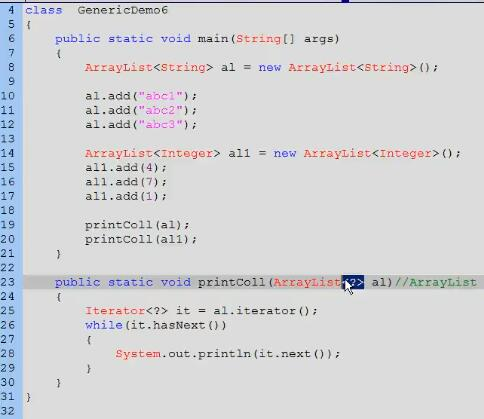 4 class  GenericDemo6
5 {
6     public static void main(String[] args)
7     {
8         ArrayList<String> al = new ArrayList<String>();
9
10         al.add("abc1");
11         al.add("abc2");
12         al.add("abc3");
13
14         ArrayList<Integer> al1 = new ArrayList<Integer>();
15         al1.add(4);
16         al1.add(7);
17         al1.add(1);
18
19         printColl(al);
20         printColl(al1);
21     }
22
23     public static void printColl(ArrayList<?> al)//ArrayList
24     {
25         Iterator<?> it = al.iterator();
26         while(it.hasNext())
27         {
28             System.out.println(it.next());
29         }
30     }
31 }
32